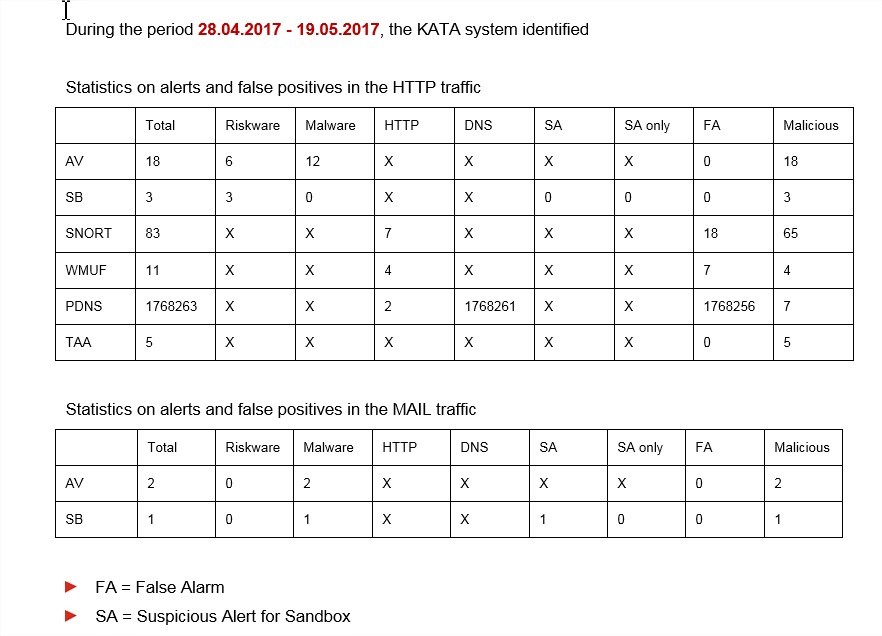 During the period 28.04.2017 - 19.05.2017, the KATA system identified
Statistics on alerts and false positives in the HTTP traffic
Total Riskware Malware HTTP DNS SA SA only FA Malicious
AV 18 6 12 X X X X 0 18
SB 3 3 0 X X 0 0 0 3
SNORT 83 X X 7 X X X 18 65
WMUF 11 X X 4 X X X 7 4
PDNS 1768263 X X 2 1768261 X X 1768256 7
TAA 5 X X X X X X 0 5
Statistics on alerts and false positives in the MAIL traffic
Total Riskware Malware HTTP DNS SA SA only FA Malicious
AV 2 0 2 X X X X 0 2
SB 1 0 1 X X 1 0 0 1
FA = False Alarm
SA = Suspicious Alert for Sandbox